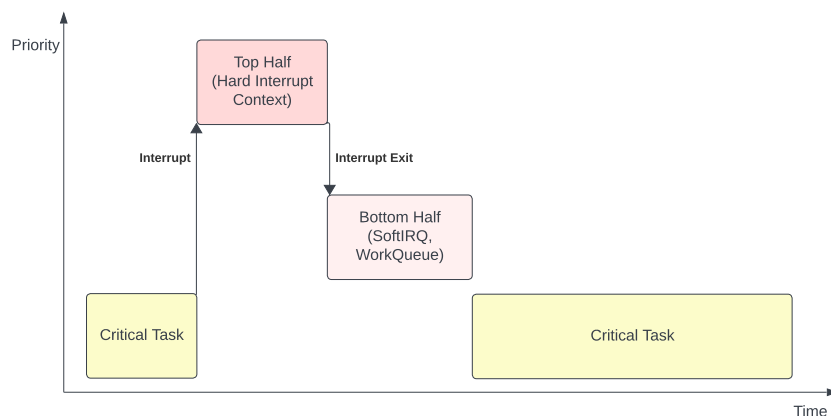 Priority
Top Half
(Hard Interrupt
Context)
Interrupt
Interrupt Exit
Bottom Half
(SoftIRQ,
WorkQueue)
Critical Task
Critical Task
Time